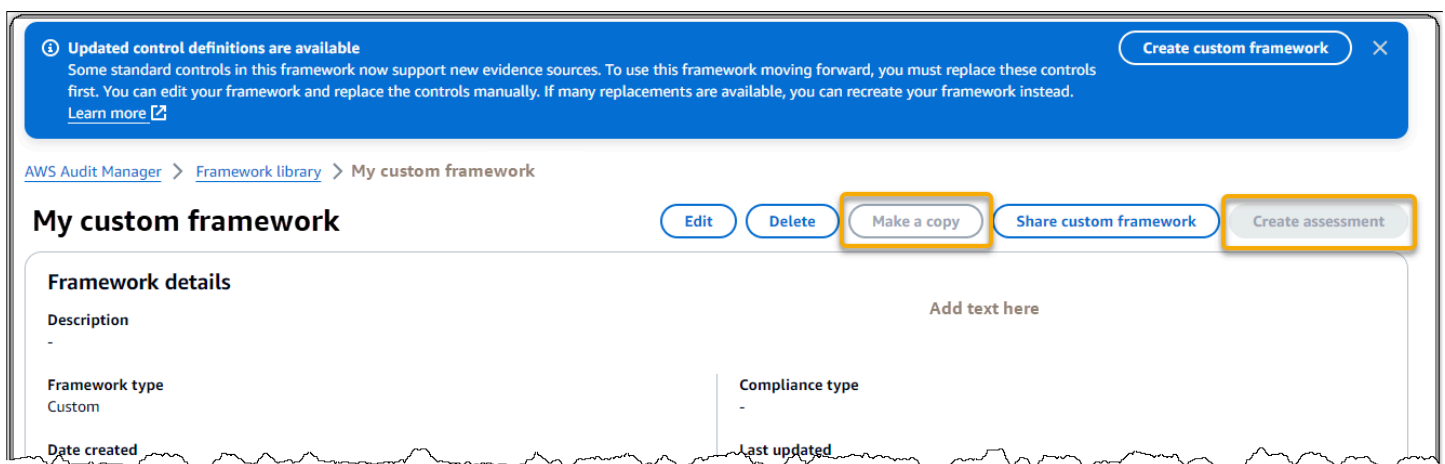 Updated control definitions are available
Create custom framework
Some standard controls in this framework now support new evidence sources. To use this framework moving forward, you must replace these controls
first. You can edit your framework and replace the controls manually. If many replacements are available, you can recreate your framework instead.
Learn more
AWS Audit Manager > Framework library > My custom framework
My custom framework
Edit
Delete
Make a copy
Share custom framework
Create assessment
Framework details
Add text here
Description
-
Framework type
Custom
Compliance type
-
Date created
Last updated